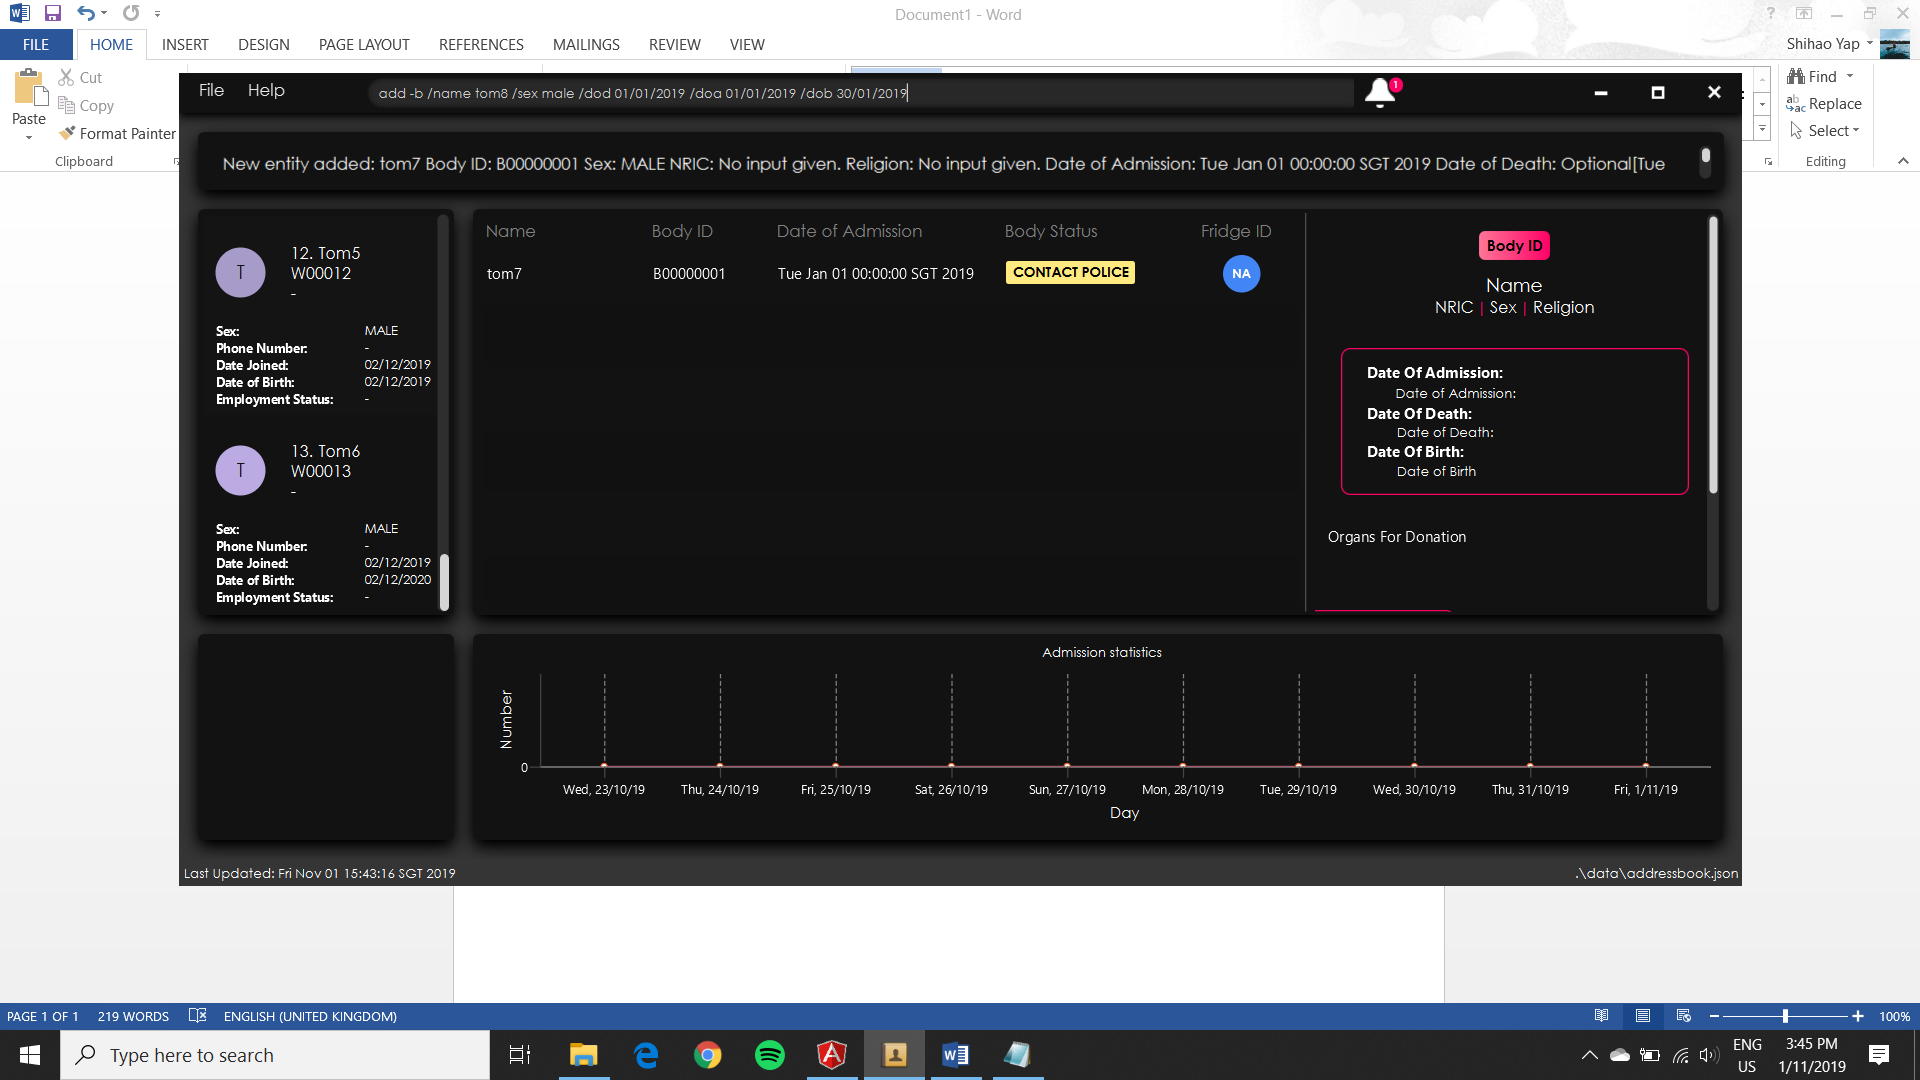 Document1 - Word
FILE HOME INSERT DESIGN PAGE LAYOUT REFERENCES MAILINGS REVIEW VIEW
Shihao Yap
Paste
Cut
Copy
Format Painter
Clipboard
Find
Replace
Select
Editing
File Help
add -b /name tom8 /sex male /dod 01/01/2019 /doa 01/01/2019 /dob 30/01/2019
1
New entity added: tom7 Body ID: B00000001 Sex: MALE NRIC: No input given. Religion: No input given. Date of Admission: Tue Jan 01 00:00:00 SGT 2019 Date of Death: Optional[Tue
T
12. Tom5
W00012
-
Sex: MALE
Phone Number: -
Date Joined: 02/12/2019
Date of Birth: 02/12/2019
Employment Status: -
T
13. Tom6
W00013
-
Sex: MALE
Phone Number: -
Date Joined: 02/12/2019
Date of Birth: 02/12/2020
Employment Status: -
Name Body ID Date of Admission Body Status Fridge ID
tom7 B00000001 Tue Jan 01 00:00:00 SGT 2019 CONTACT POLICE NA
Body ID
Name
NRIC | Sex | Religion
Date Of Admission:
Date of Admission:
Date Of Death:
Date of Death:
Date Of Birth:
Date of Birth
Organs For Donation
Admission statistics
Number
0
Wed, 23/10/19 Thu, 24/10/19 Fri, 25/10/19 Sat, 26/10/19 Sun, 27/10/19 Mon, 28/10/19 Tue, 29/10/19 Wed, 30/10/19 Thu, 31/10/19 Fri, 1/11/19
Day
Last Updated: Fri Nov 01 15:43:16 SGT 2019
.\data\addressbook.json
PAGE 1 OF 1 219 WORDS ENGLISH (UNITED KINGDOM)
100%
Type here to search
ENG
US
3:45 PM
1/11/2019